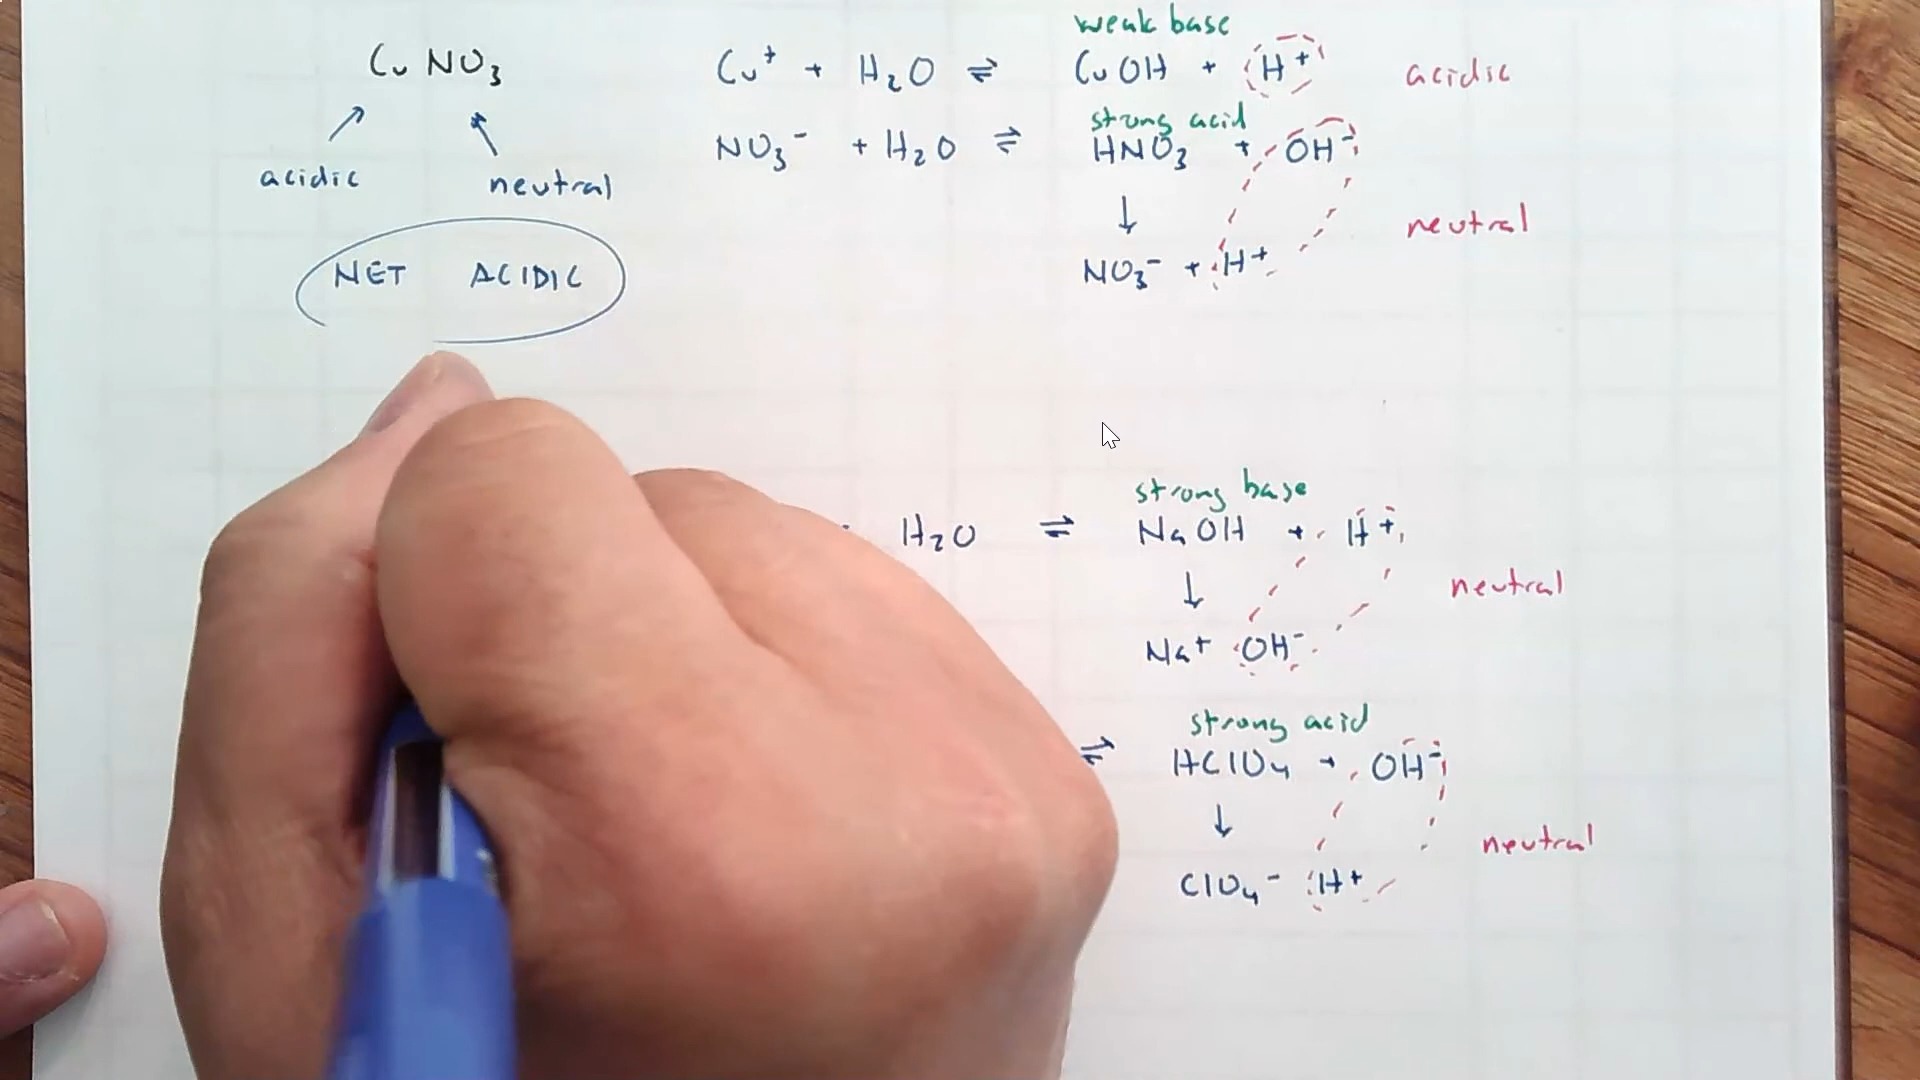 weak base
CuNO₃ Cu⁺ + H₂O ⇌ CuOH + H⁺ acidic
strong acid
NO₃⁻ + H₂O ⇌ HNO₃ + OH⁻
acidic neutral
↓ neutral
NET ACIDIC NO₃⁻ + H⁺
strong base
H₂O ⇌ NaOH + H⁺
↓ neutral
Na⁺ OH⁻
strong acid
⇌ HClO₄ + OH⁻
↓ neutral
ClO₄⁻ H⁺